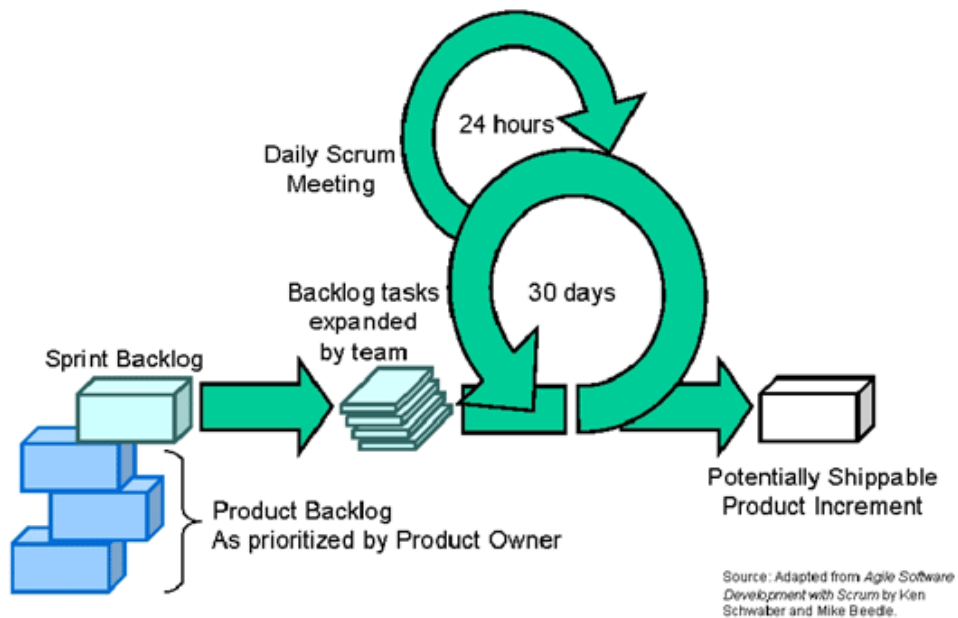 24 hours
Daily Scrum
Meeting
30 days
Backlog tasks
expanded
by team
Sprint Backlog
Potentially Shippable
Product Increment
Product Backlog
As prioritized by Product Owner
Source: Adapted from Agile Software
Development with Scrum by Ken
Schwaber and Mike Beedle.